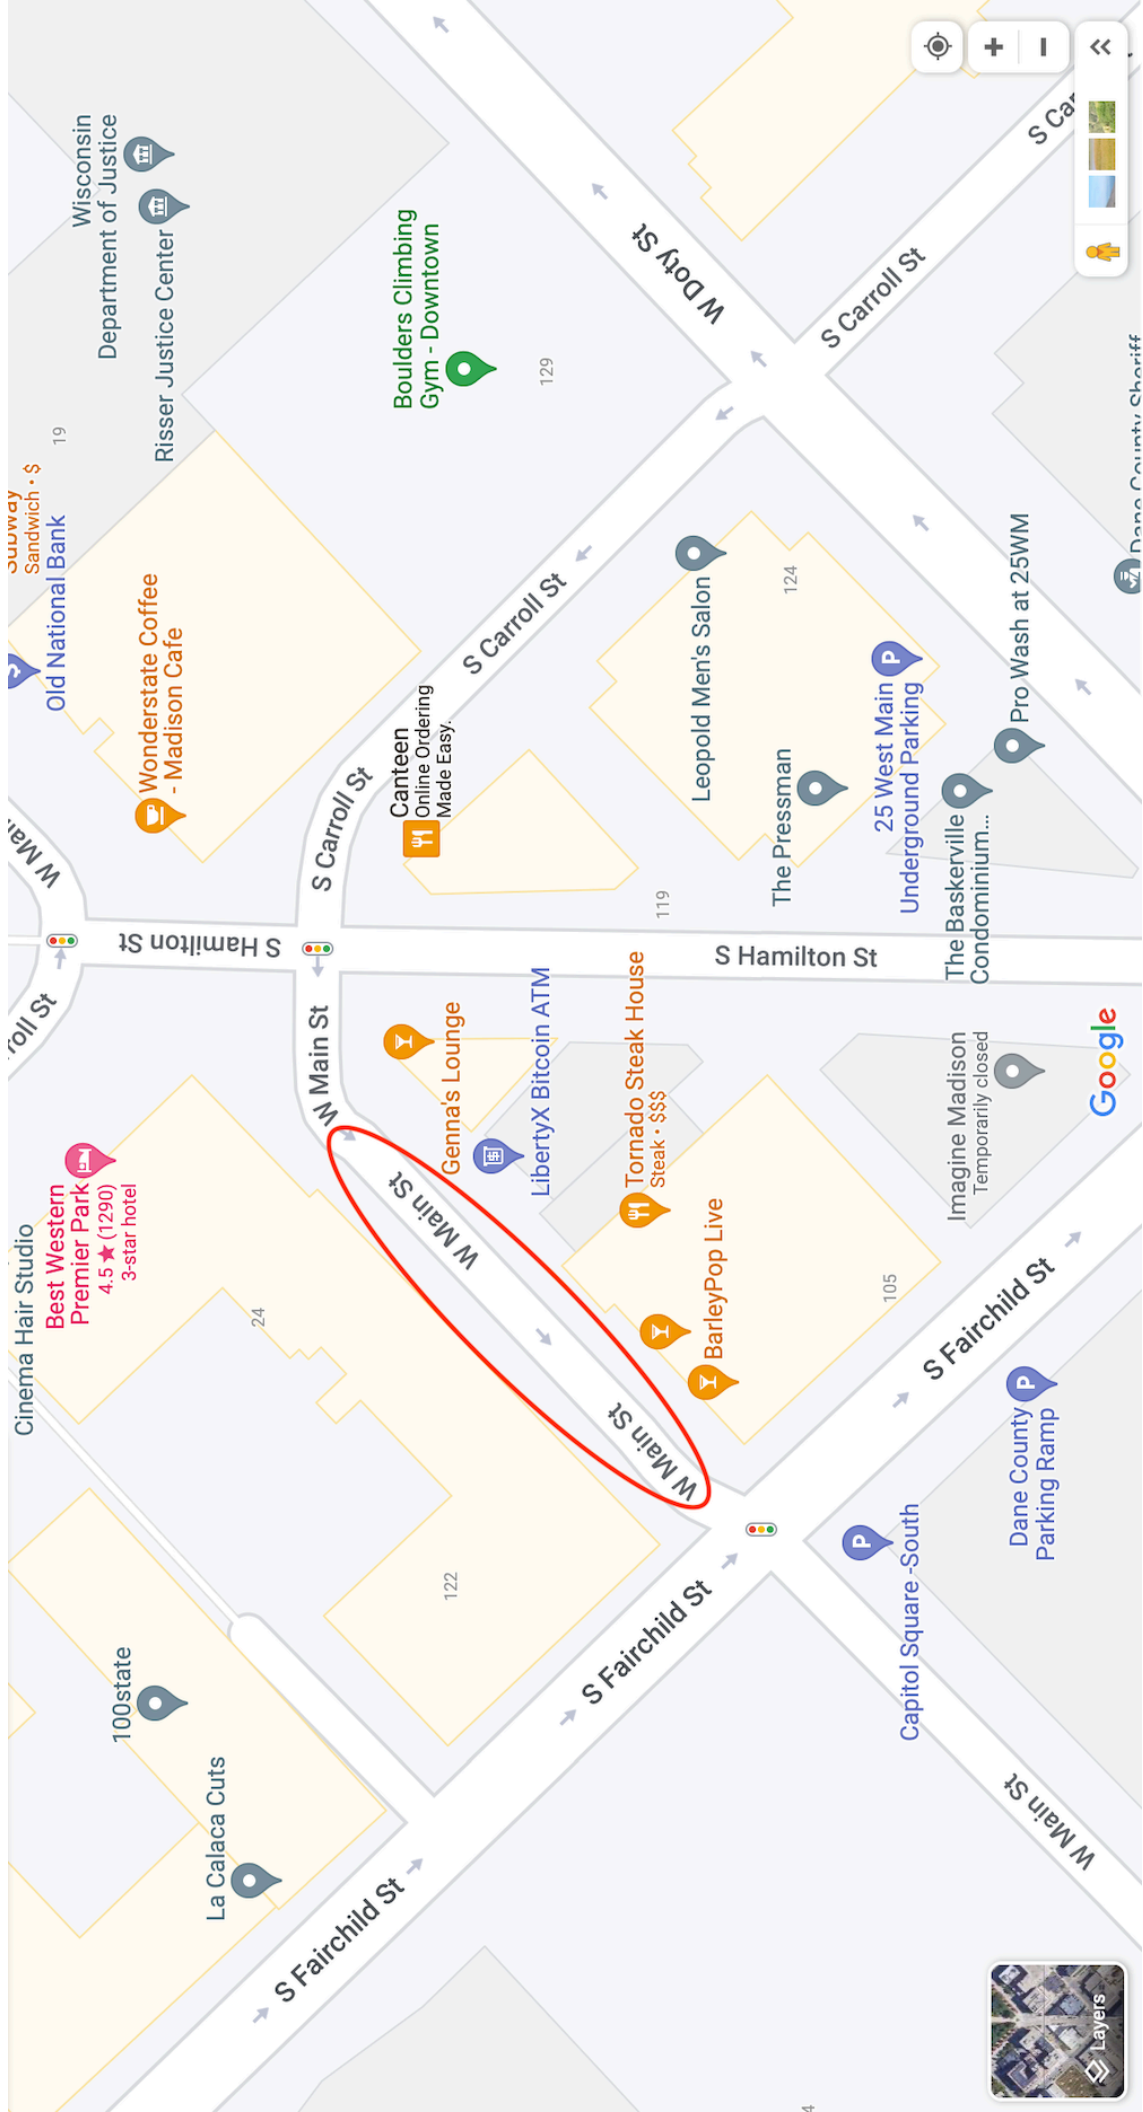 Wisconsin
Department of Justice
Risser Justice Center
19
Sandwich • $
Old National Bank
Wonderstate Coffee
- Madison Cafe
Boulders Climbing
Gym - Downtown
129
W Doty St
S Carroll St
S Carroll St
S Carroll St
Canteen
Online Ordering
Made Easy.
Leopold Men's Salon
124
The Pressman
25 West Main
Underground Parking
Pro Wash at 25WM
The Baskerville
Condominium...
S Hamilton St
S Hamilton St
119
W Main St
W Main St
W Main St
W Main St
Genna's Lounge
LibertyX Bitcoin ATM
Tornado Steak House
Steak • $$$
BarleyPop Live
105
Imagine Madison
Temporarily closed
Google
Cinema Hair Studio
Best Western
Premier Park
4.5 ★ (1290)
3-star hotel
24
122
100state
La Calaca Cuts
S Fairchild St
S Fairchild St
S Fairchild St
Capitol Square -South
Dane County
Parking Ramp
W Main St
Layers